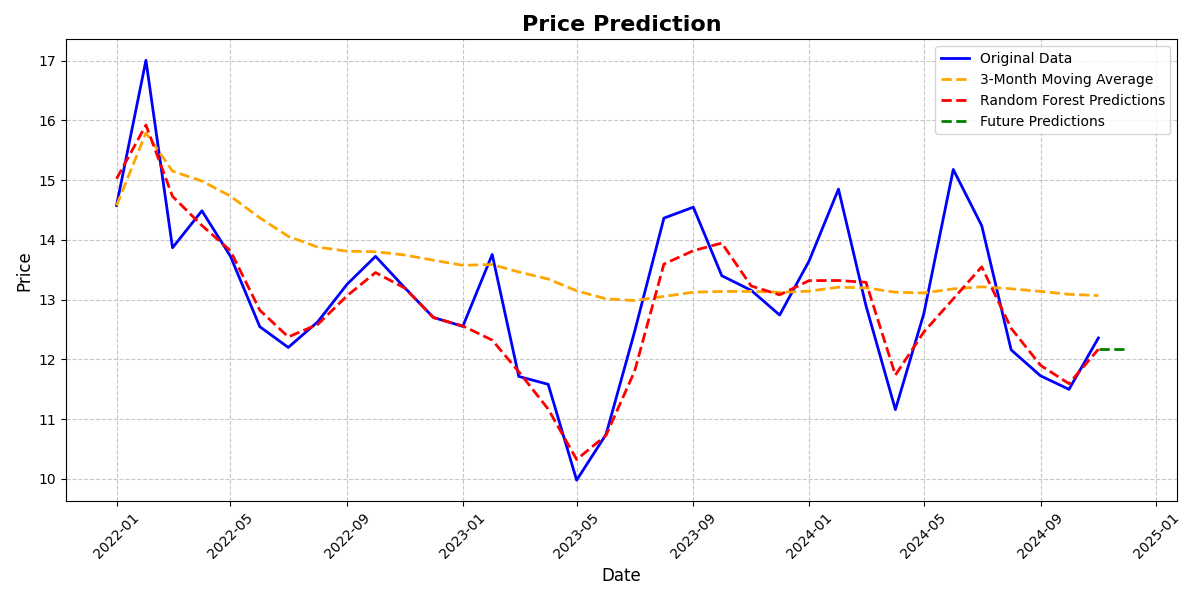 Price Prediction
Original Data
3-Month Moving Average
Random Forest Predictions
Future Predictions
17
16
15
14
13
12
11
10
Price
2022-01
2022-05
2022-09
2023-01
2023-05
2023-09
2024-01
2024-05
2024-09
2025-01
Date